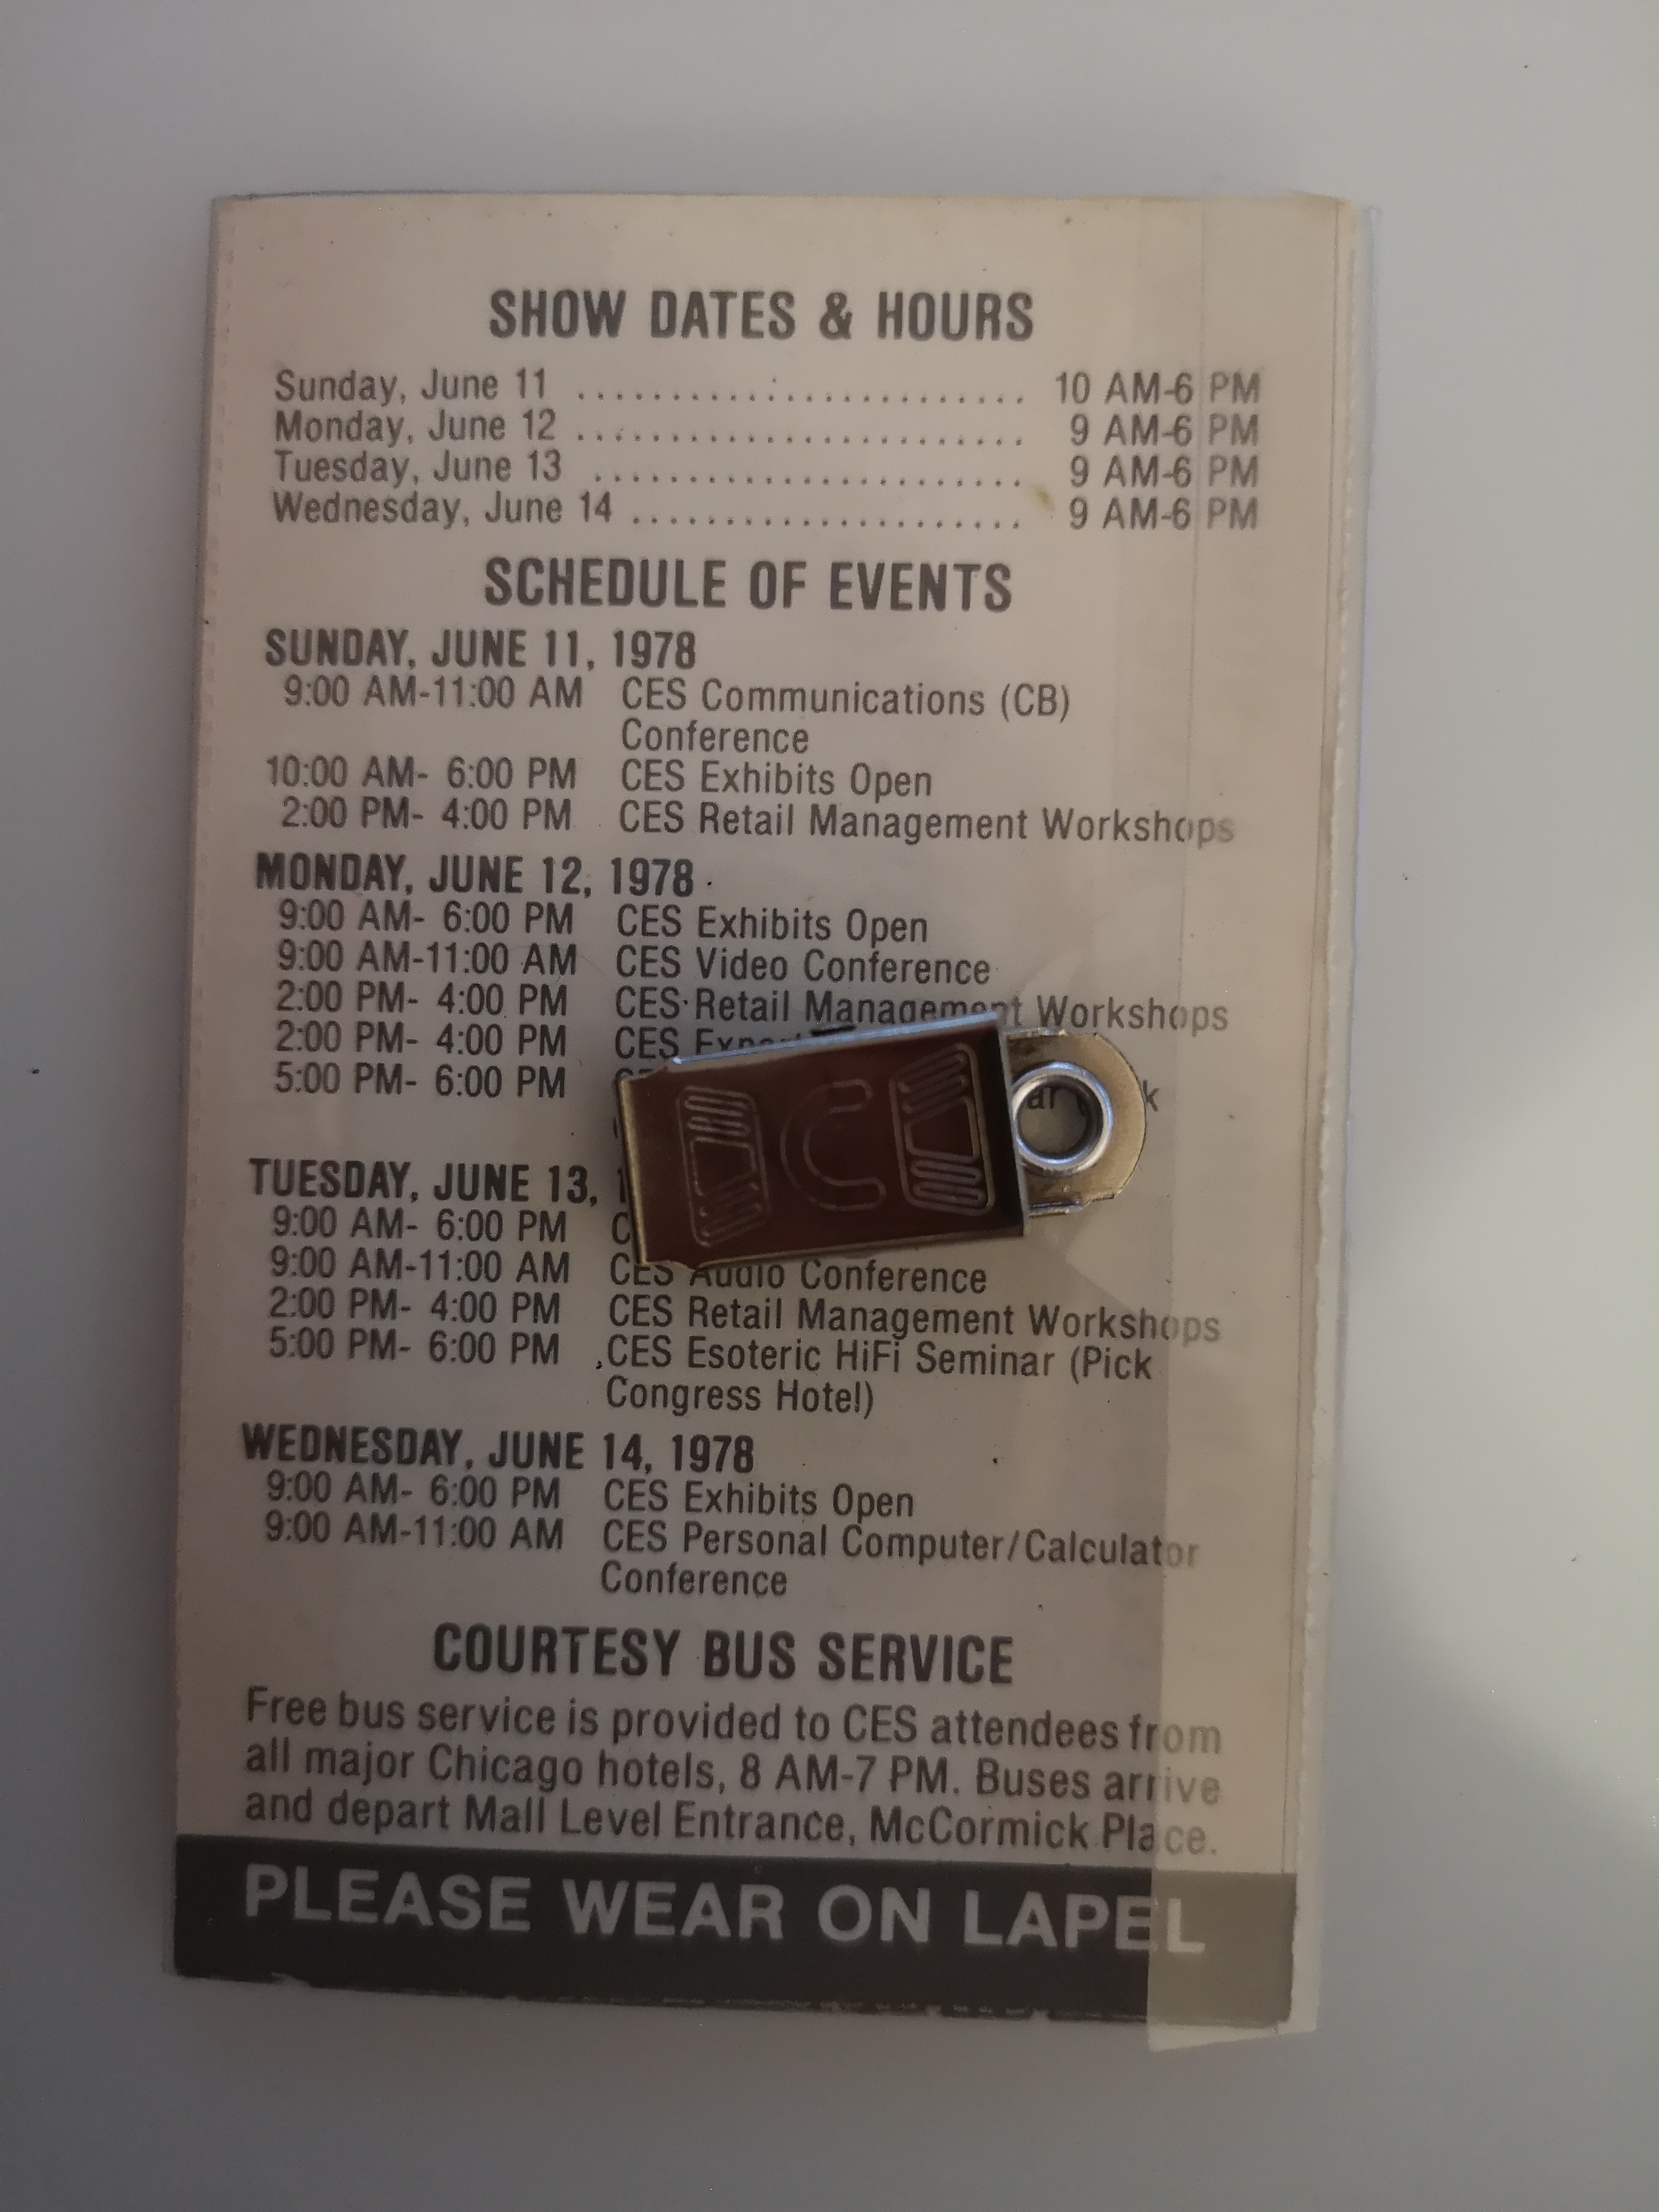 SHOW DATES & HOURS
Sunday, June 11 ........................ 10 AM-6 PM
Monday, June 12 ........................ 9 AM-6 PM
Tuesday, June 13 ....................... 9 AM-6 PM
Wednesday, June 14 ..................... 9 AM-6 PM
SCHEDULE OF EVENTS
SUNDAY, JUNE 11, 1978
9:00 AM-11:00 AM CES Communications (CB)
Conference
10:00 AM- 6:00 PM CES Exhibits Open
2:00 PM- 4:00 PM CES Retail Management Workshops
MONDAY, JUNE 12, 1978
9:00 AM- 6:00 PM CES Exhibits Open
9:00 AM-11:00 AM CES Video Conference
2:00 PM- 4:00 PM CES Retail Management Workshops
2:00 PM- 4:00 PM CES
5:00 PM- 6:00 PM
TUESDAY, JUNE 13,
9:00 AM- 6:00 PM
9:00 AM-11:00 AM CES Audio Conference
2:00 PM- 4:00 PM CES Retail Management Workshops
5:00 PM- 6:00 PM CES Esoteric HiFi Seminar (Pick
Congress Hotel)
WEDNESDAY, JUNE 14, 1978
9:00 AM- 6:00 PM CES Exhibits Open
9:00 AM-11:00 AM CES Personal Computer/Calculator
Conference
COURTESY BUS SERVICE
Free bus service is provided to CES attendees from
all major Chicago hotels, 8 AM-7 PM. Buses arrive
and depart Mall Level Entrance, McCormick Place.
PLEASE WEAR ON LAPEL